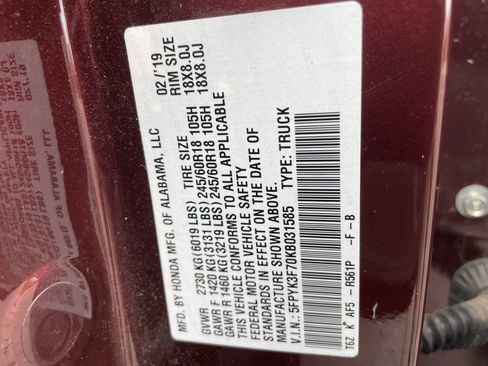 MFD. BY HONDA MFG. OF ALABAMA, LLC 02/'19
GVWR 2730 KG (6019 LBS) TIRE SIZE RIM SIZE
GAWR F 1420 KG (3131 LBS) 245/60R18 105H 18X8.0J
GAWR R 1460 KG (3219 LBS) 245/60R18 105H 18X8.0J
THIS VEHICLE CONFORMS TO ALL APPLICABLE
FEDERAL MOTOR VEHICLE SAFETY
STANDARDS IN EFFECT ON THE DATE OF
MANUFACTURE SHOWN ABOVE.
V.I.N.: 5FPYK3F70KB031585 TYPE: TRUCK
T6Z K AF5 - R561P - F - B